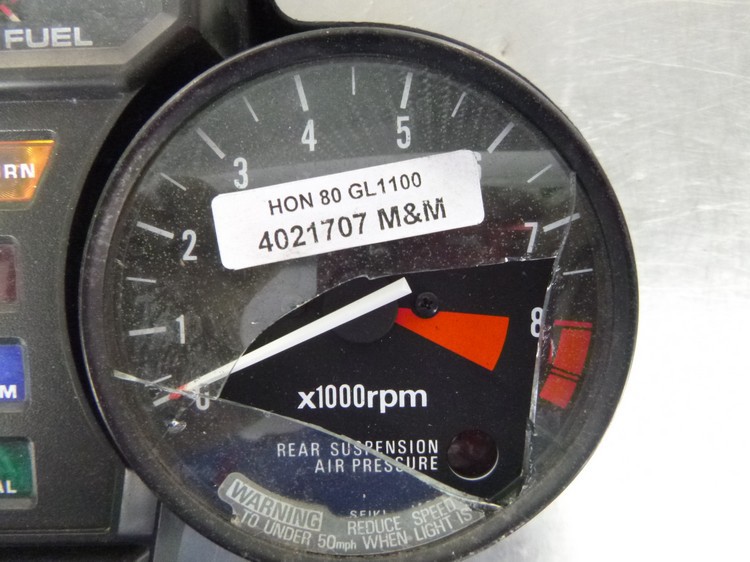 FUEL
5
4
6
3
HON 80 GL1100
4021707 M&M
RN
2
7
1
8
M
0
x1000rpm
REAR SUSPENSION
AIR PRESSURE
AL
WARNING
SEIKI
REDUCE SPEED
TO UNDER 50mph WHEN LIGHT IS